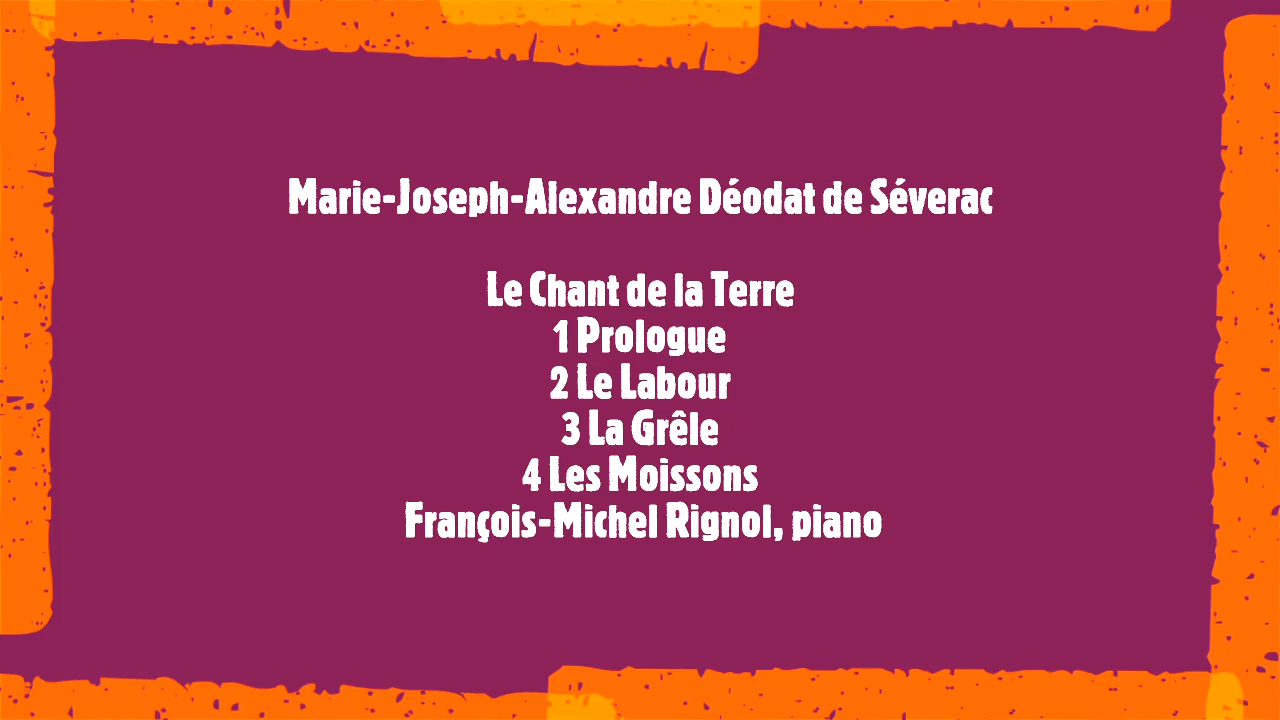 Marie-Joseph-Alexandre Déodat de Séverac
Le Chant de la Terre
1 Prologue
2 Le Labour
3 La Grêle
4 Les Moissons
François-Michel Rignol, piano